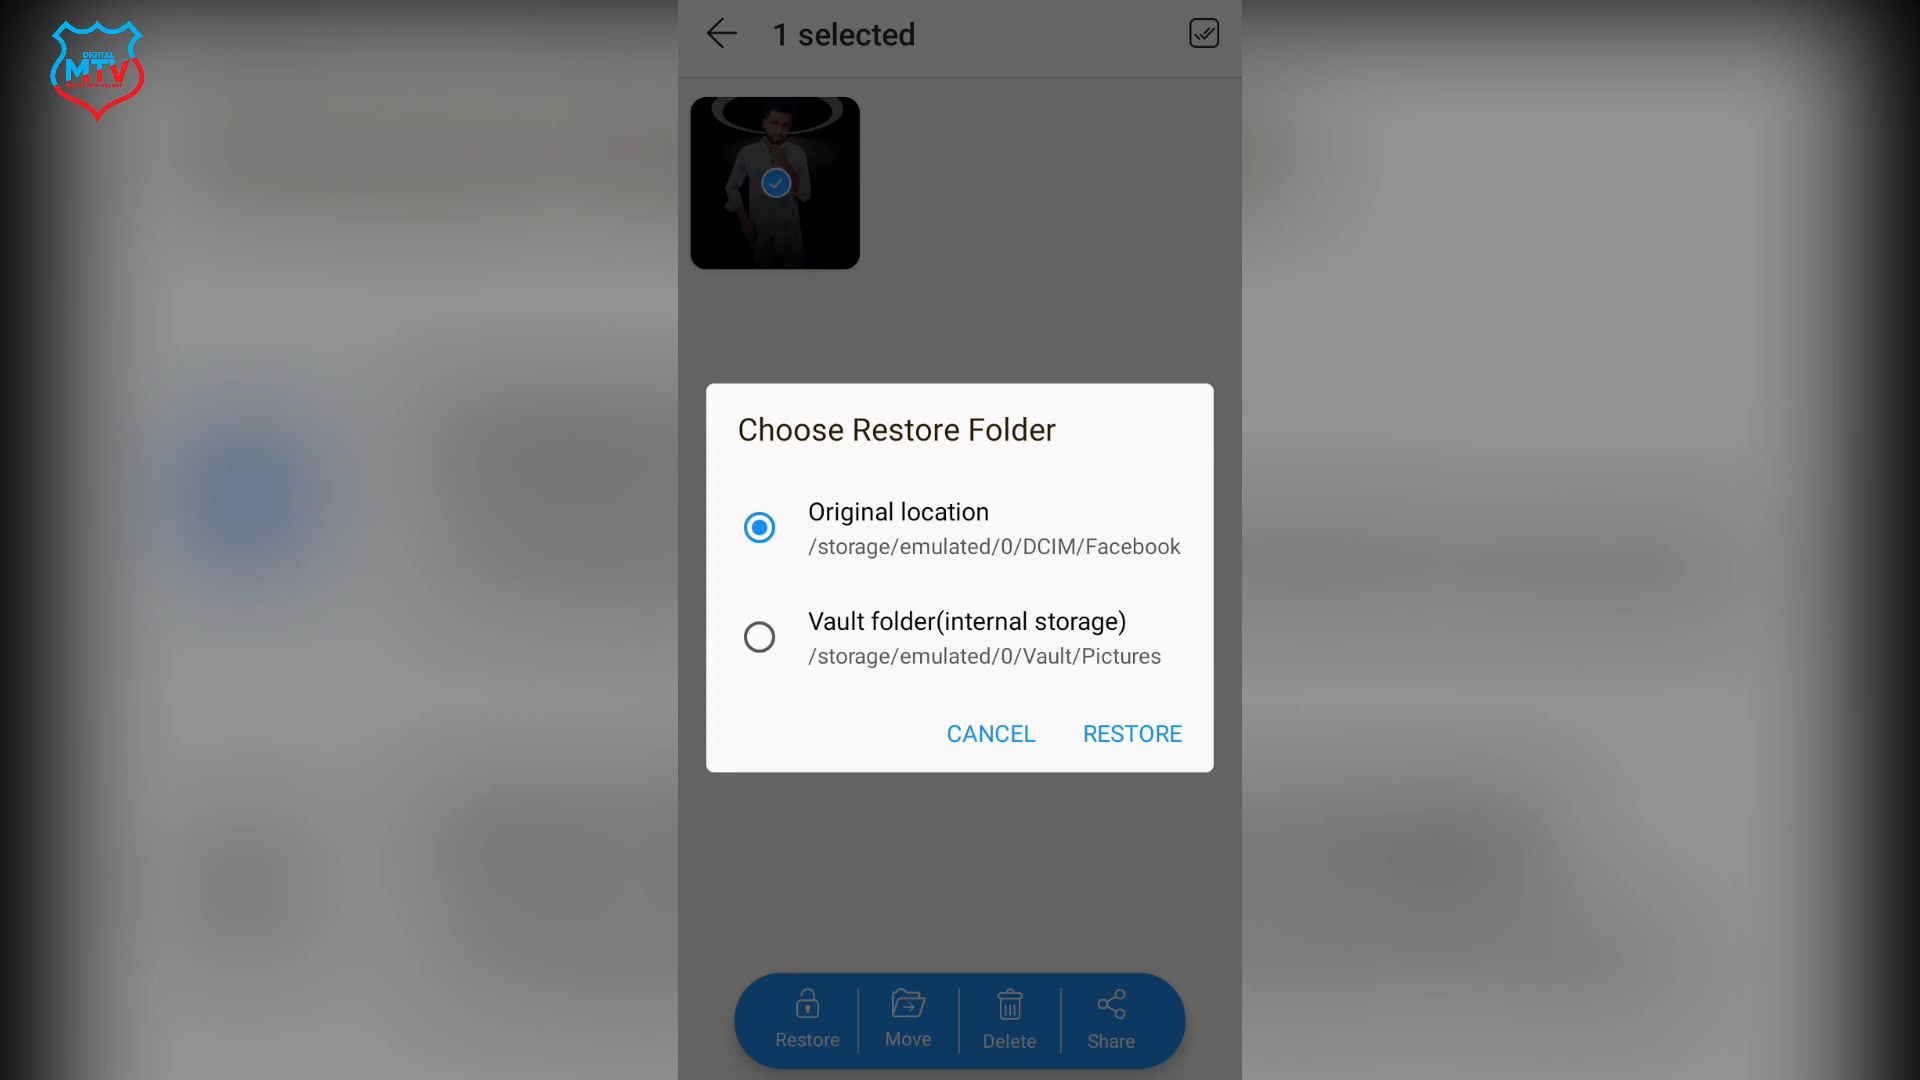 DIGITAL
MTV
1 selected
Choose Restore Folder
Original location
/storage/emulated/0/DCIM/Facebook
Vault folder(internal storage)
/storage/emulated/0/Vault/Pictures
CANCEL RESTORE
Restore Move Delete Share